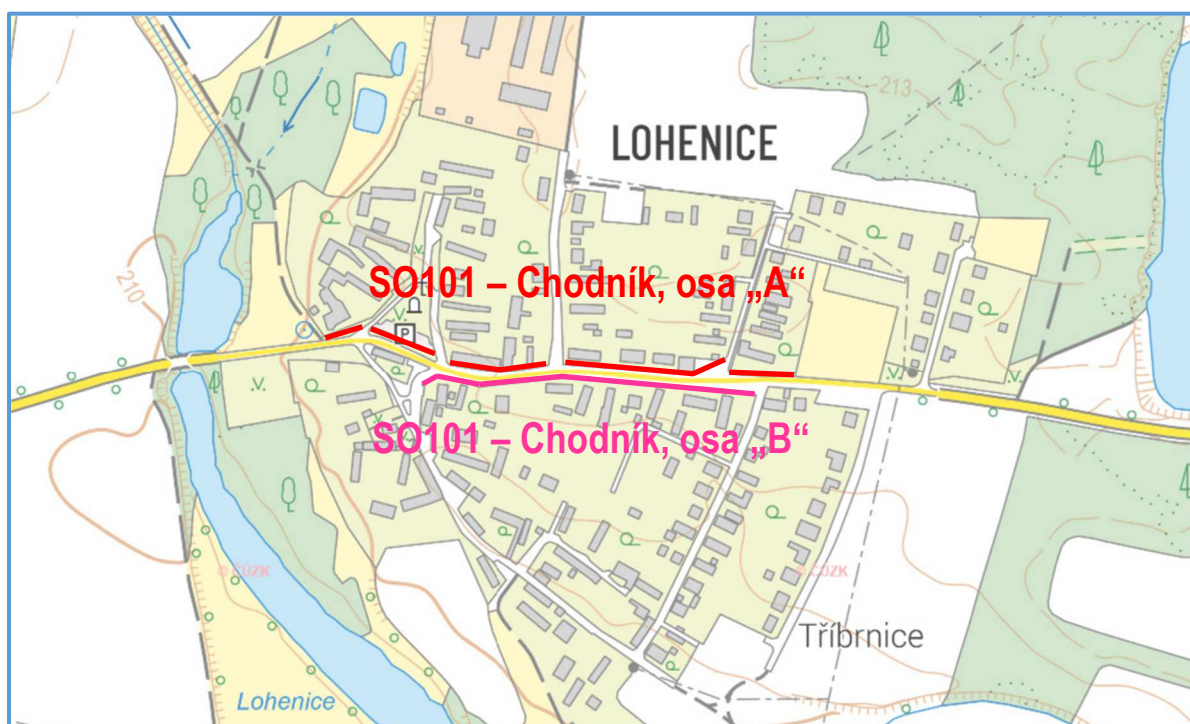 213
LOHENICE
210
SO101 – Chodník, osa „A“
v.
P
v.
v.
v.
v.
v.
SO101 – Chodník, osa „B“
© ČÚZK
© ČÚZK
Tříbrnice
Lohenice